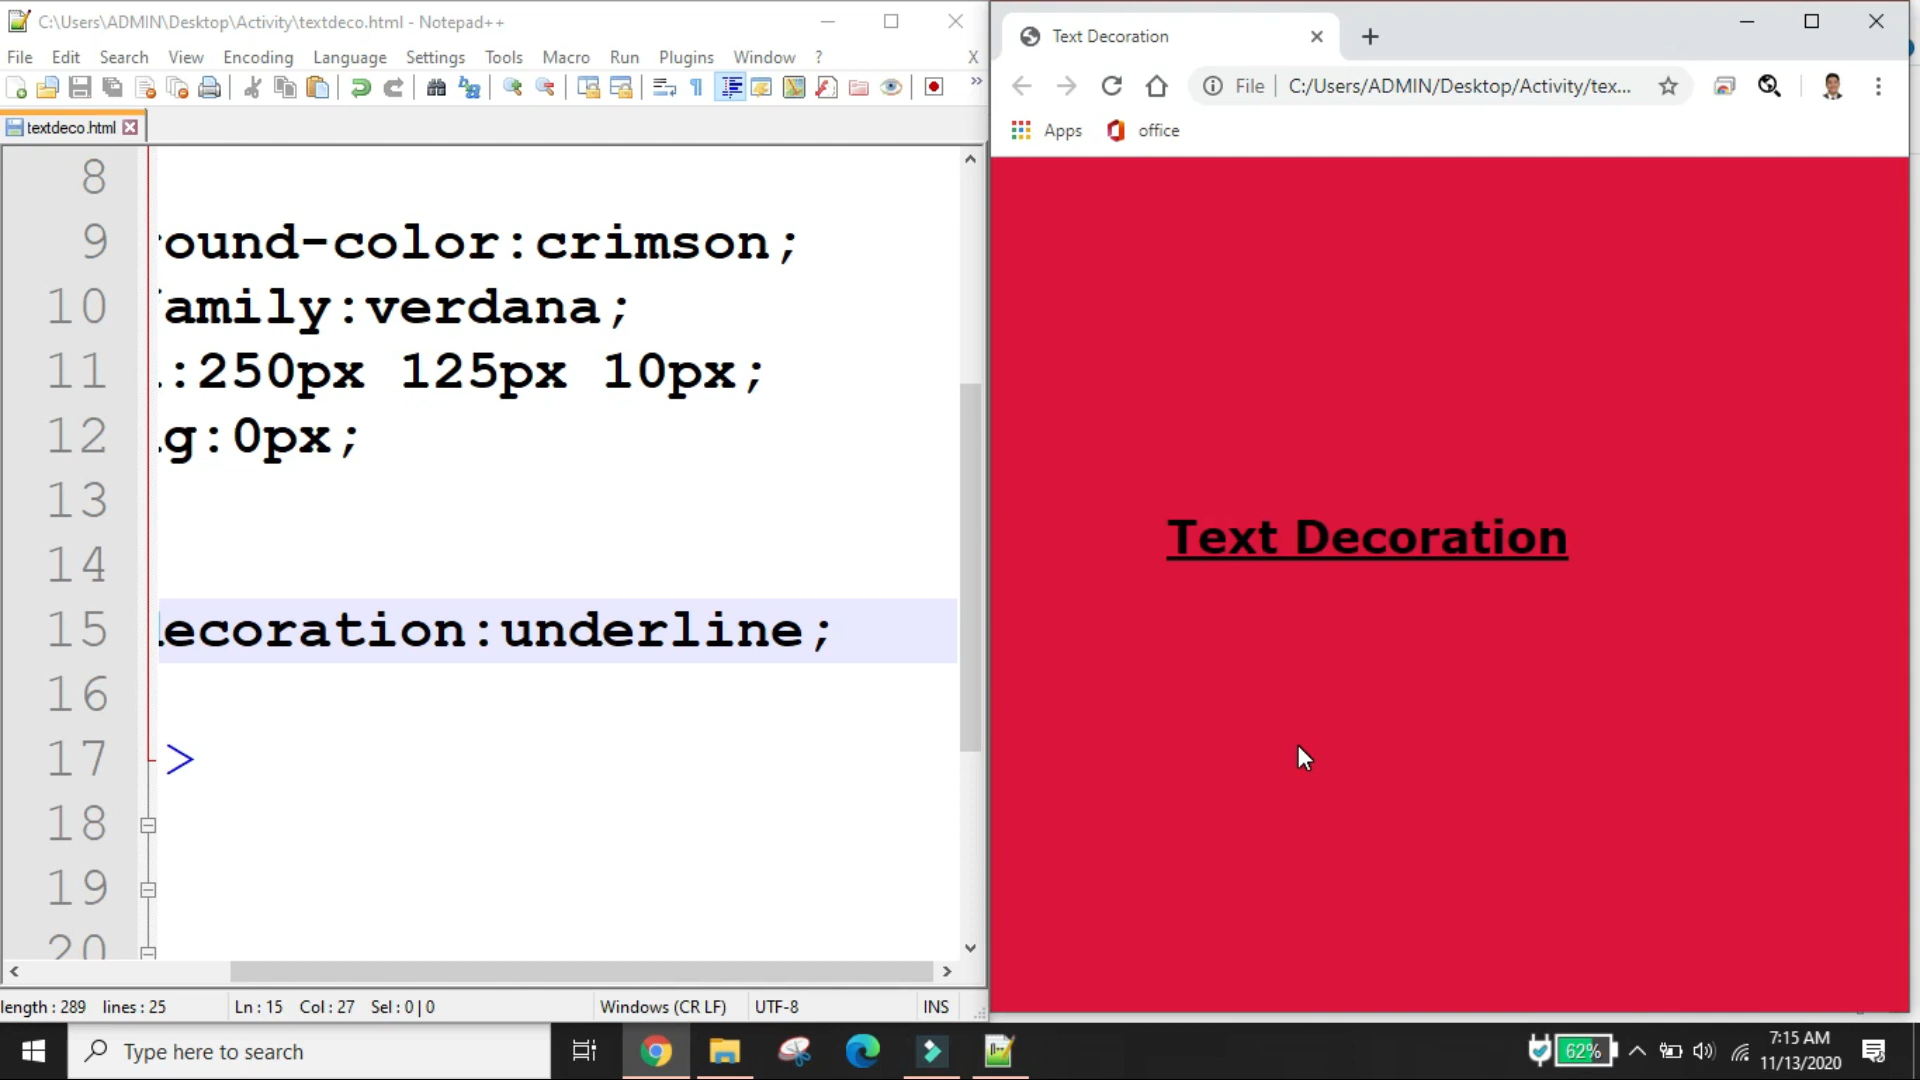 C:\Users\ADMIN\Desktop\Activity\textdeco.html - Notepad++
File Edit Search View Encoding Language Settings Tools Macro Run Plugins Window ? X
textdeco.html
8
9 round-color:crimson;
10 family:verdana;
11 :250px 125px 10px;
12 g:0px;
13
14
15 decoration:underline;
16
17 >
18
19
20
length : 289 lines : 25 Ln : 15 Col : 27 Sel : 0 | 0 Windows (CR LF) UTF-8 INS
Text Decoration
File C:/Users/ADMIN/Desktop/Activity/tex...
Apps office
Text Decoration
Type here to search
62%
7:15 AM
11/13/2020